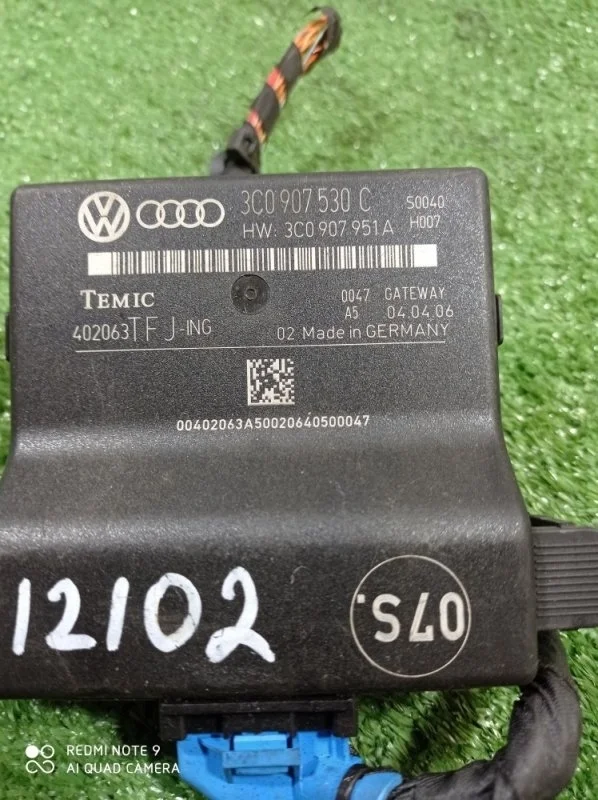 3C0 907 530 C S0040
HW: 3C0 907 951A H007
TEMIC 0047 GATEWAY
A5 04.04.06
402063TFJ-ING 02 Made in GERMANY
00402063A50020640500047
12102
07S.
REDMI NOTE 9
AI QUAD CAMERA